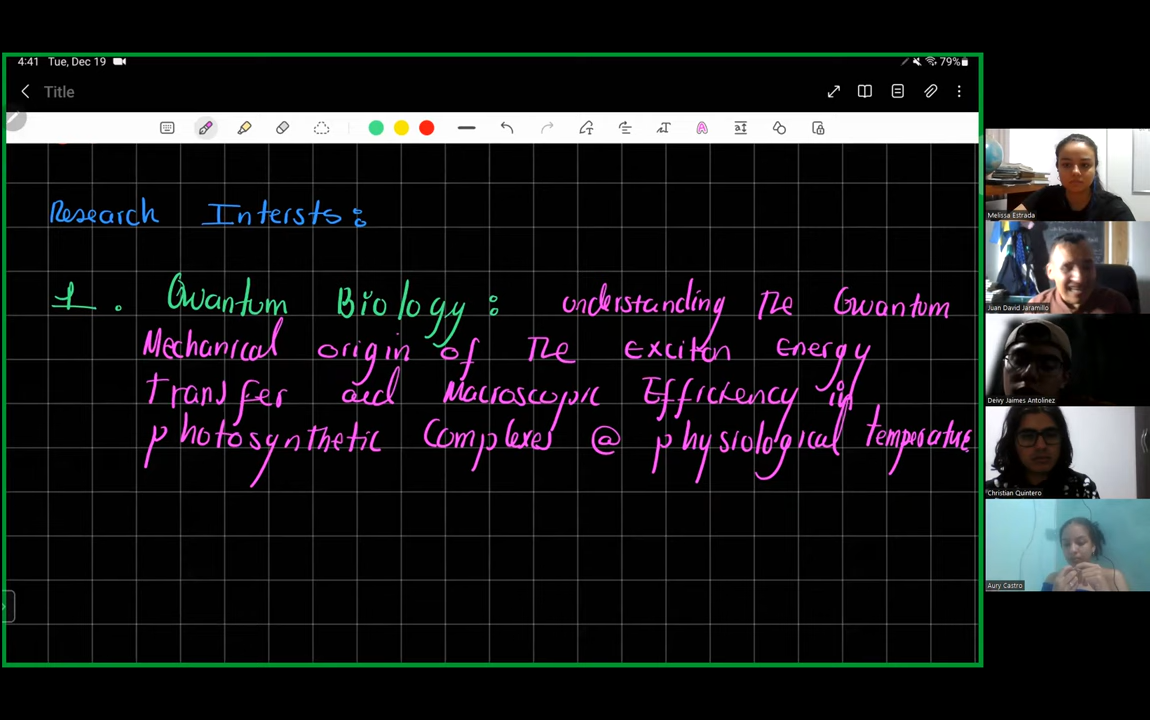 4:41 Tue, Dec 19
79%
Title
Research Intersts:
1. Quantum Biology: understanding The Quantum
Mechanical origin of The exciton energy
transfer and Macroscopic Efficiency in
photosynthetic Complexes @ physiological temperature.
Melissa Estrada
Juan David Jaramillo
Deivy Jaimes Antolinez
Christian Quintero
Aury Castro